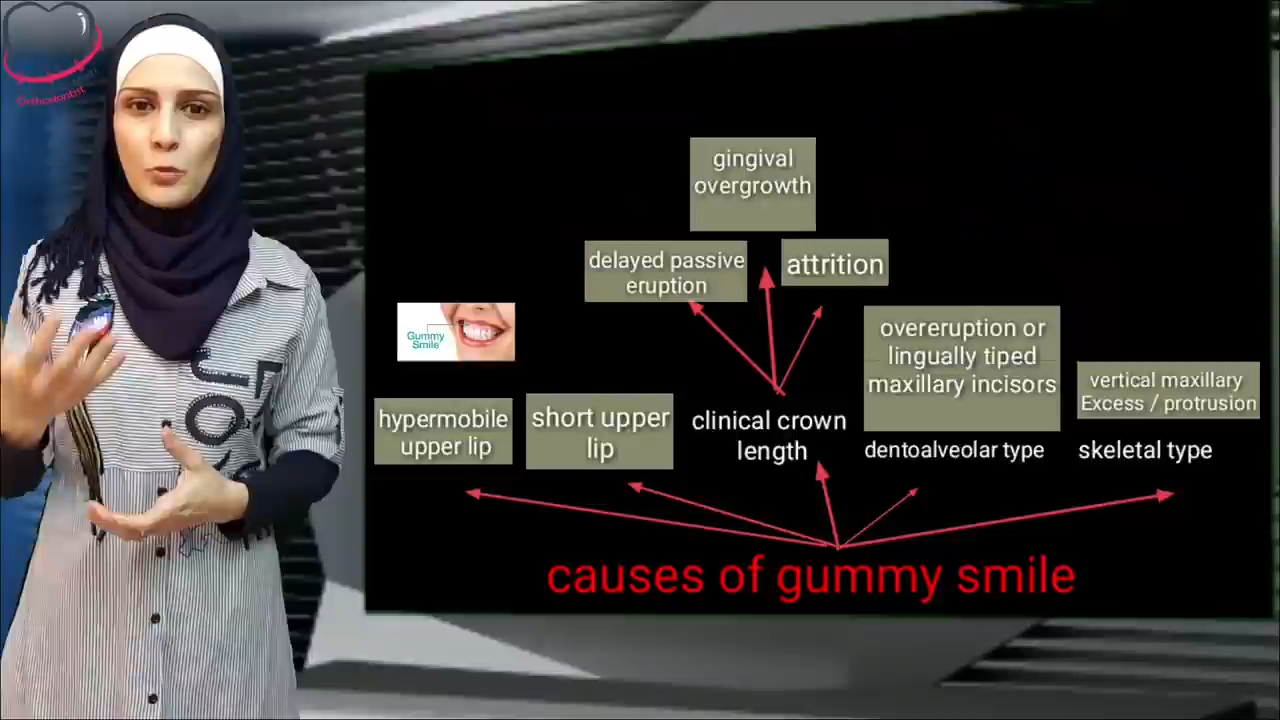 Orthodontist
gingival
overgrowth
delayed passive
eruption
attrition
Gummy
Smile
hypermobile
upper lip
short upper
lip
clinical crown
length
overeruption or
lingually tiped
maxillary incisors
dentoalveolar type
vertical maxillary
Excess / protrusion
skeletal type
causes of gummy smile